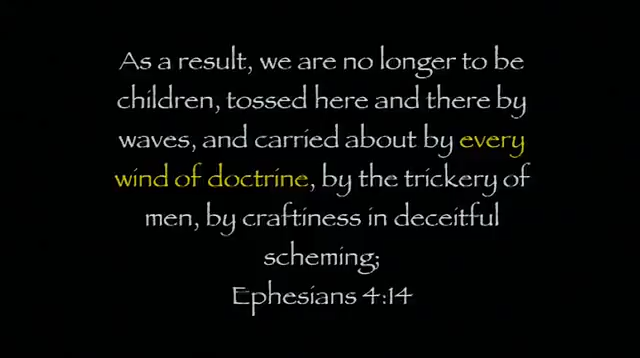 As a result, we are no longer to be
children, tossed here and there by
waves, and carried about by every
wind of doctrine, by the trickery of
men, by craftiness in deceitful
scheming;
Ephesians 4:14